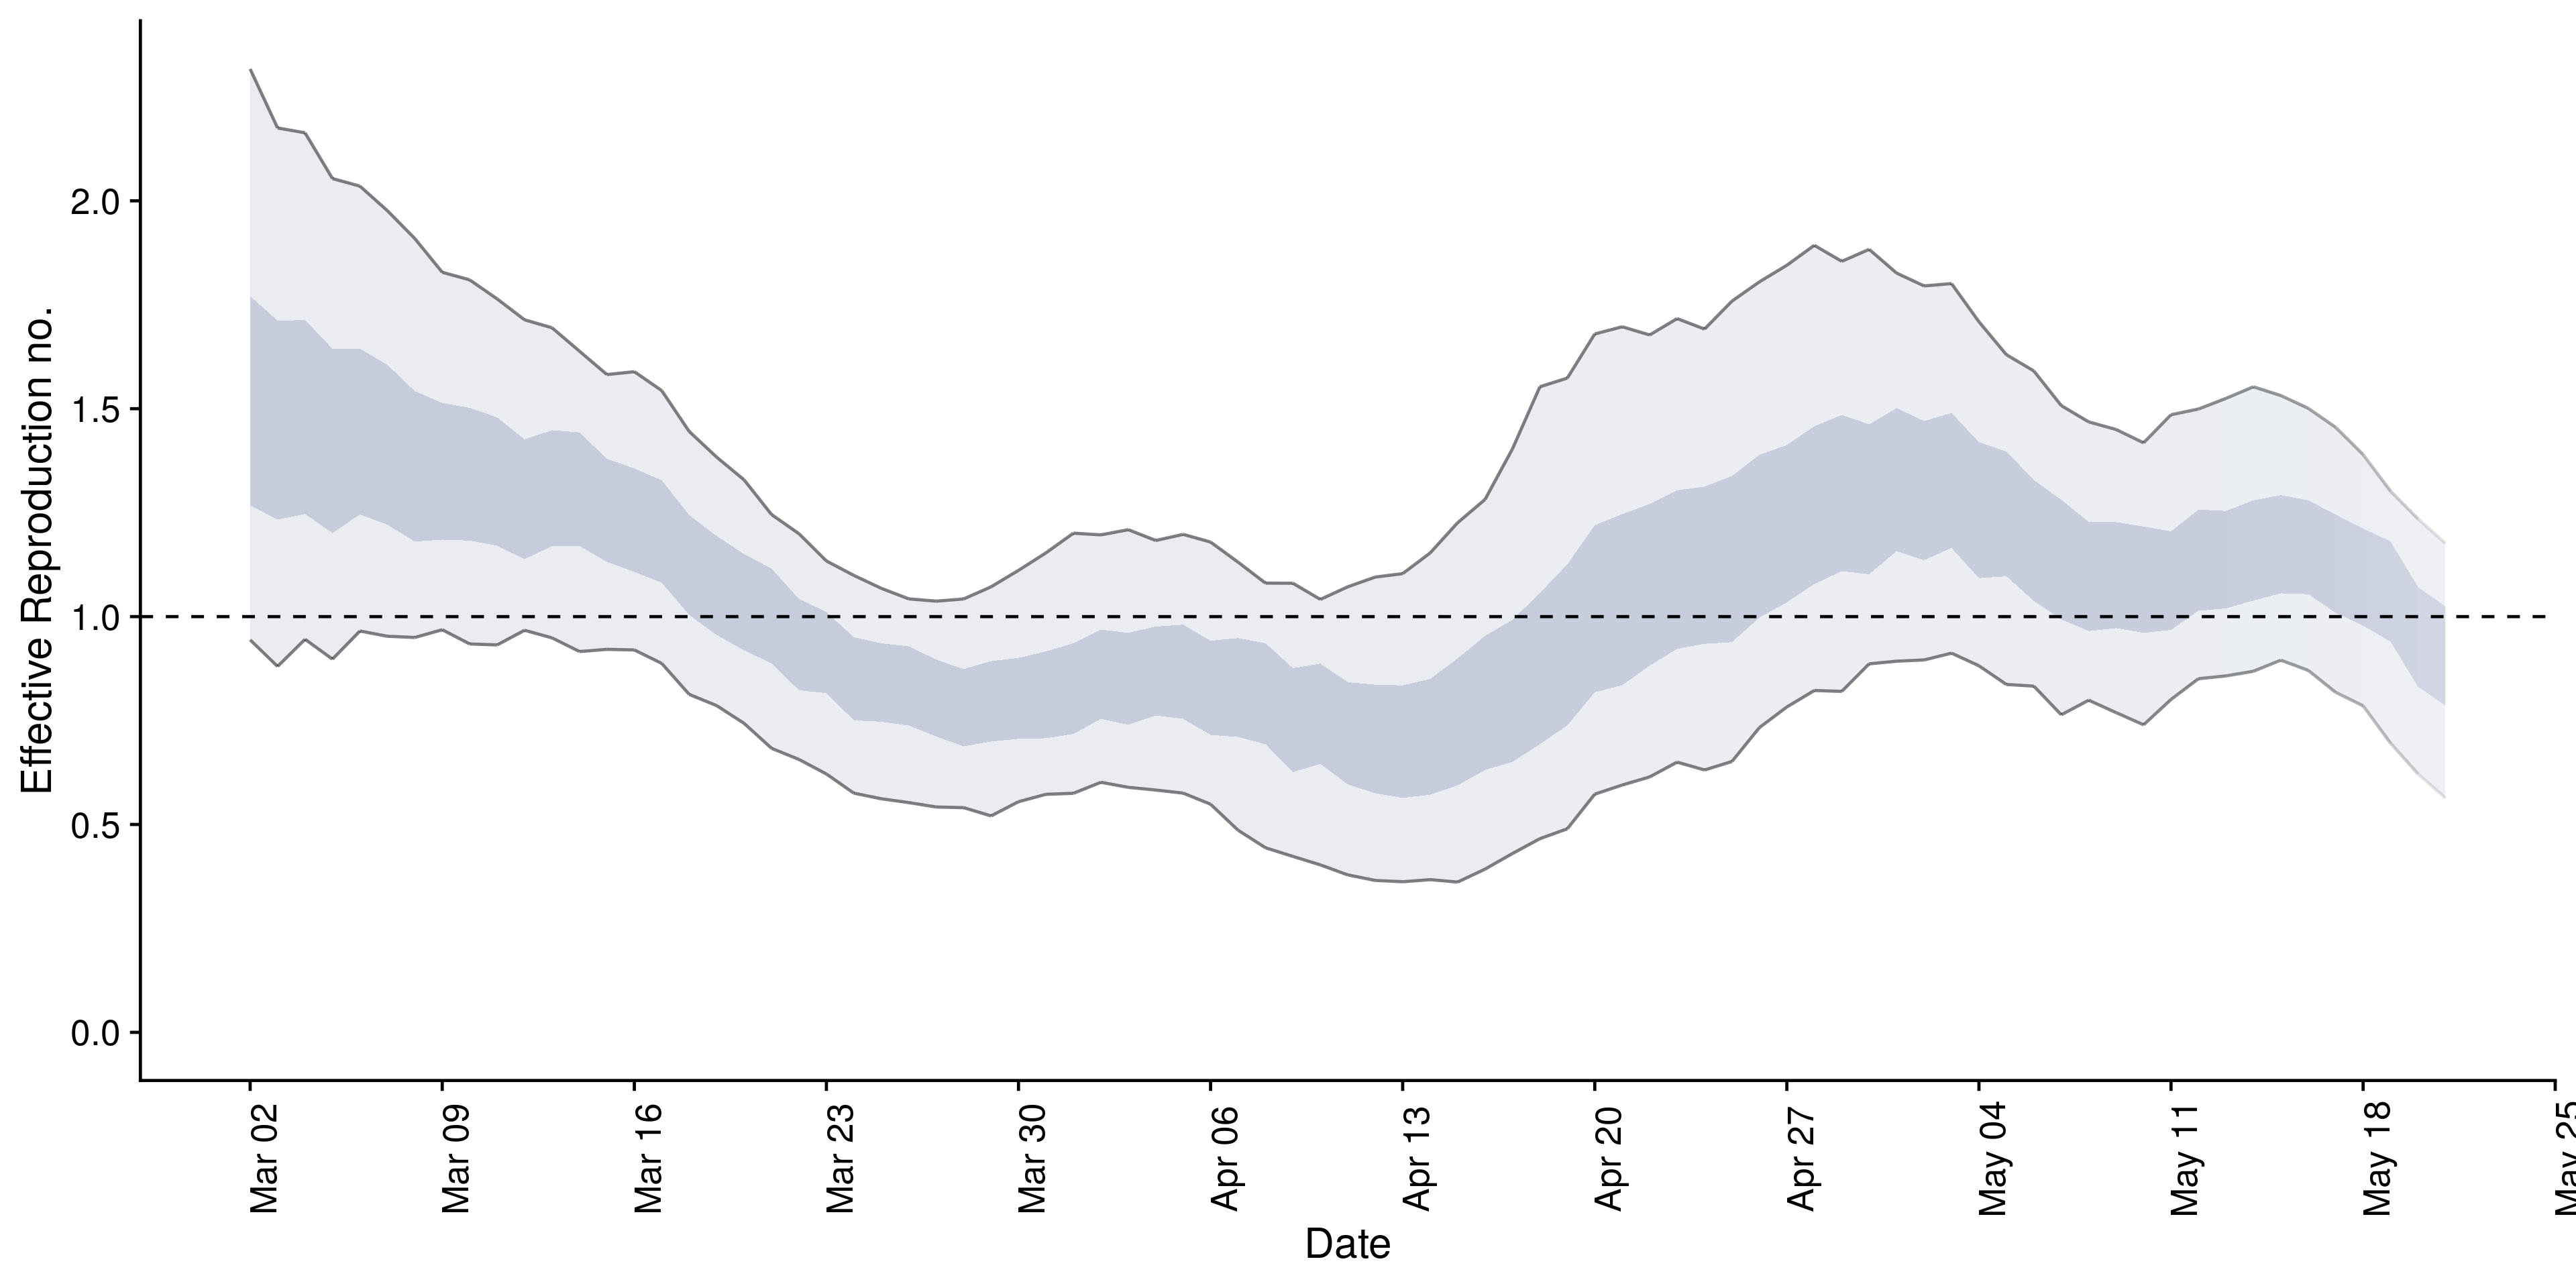 Effective Reproduction no.
2.0
1.5
1.0
0.5
0.0
Mar 02
Mar 09
Mar 16
Mar 23
Mar 30
Apr 06
Apr 13
Apr 20
Apr 27
May 04
May 11
May 18
May 25
Date